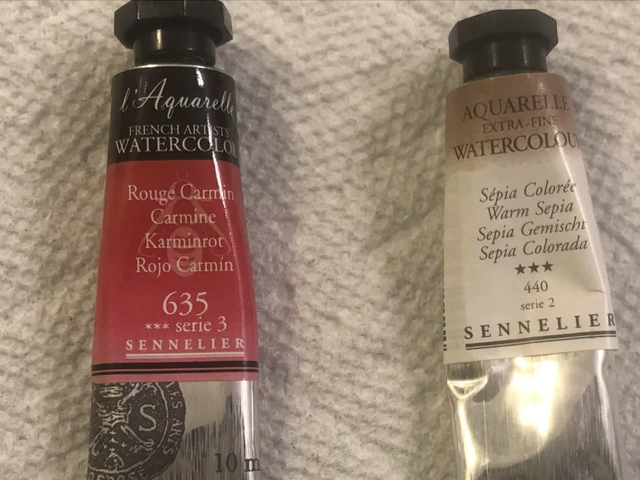 l'Aquarelle
FRENCH ARTISTS'
WATERCOLOR
Rouge Carmin
Carmine
Karminrot
Rojo Carmín
635
*** serie 3
SENNELIER
S
10 m
AQUARELLE
EXTRA-FINE
WATERCOLOUR
Sépia Colorée
Warm Sepia
Sepia Gemischt
Sepia Colorada
★★★
440
serie 2
SENNELIER